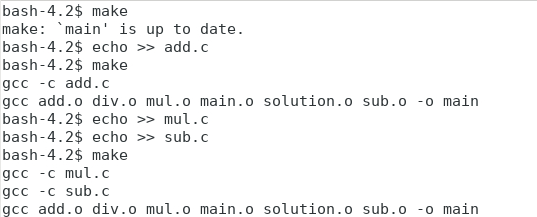 bash-4.2$ make
make: `main' is up to date.
bash-4.2$ echo >> add.c
bash-4.2$ make
gcc -c add.c
gcc add.o div.o mul.o main.o solution.o sub.o -o main
bash-4.2$ echo >> mul.c
bash-4.2$ echo >> sub.c
bash-4.2$ make
gcc -c mul.c
gcc -c sub.c
gcc add.o div.o mul.o main.o solution.o sub.o -o main